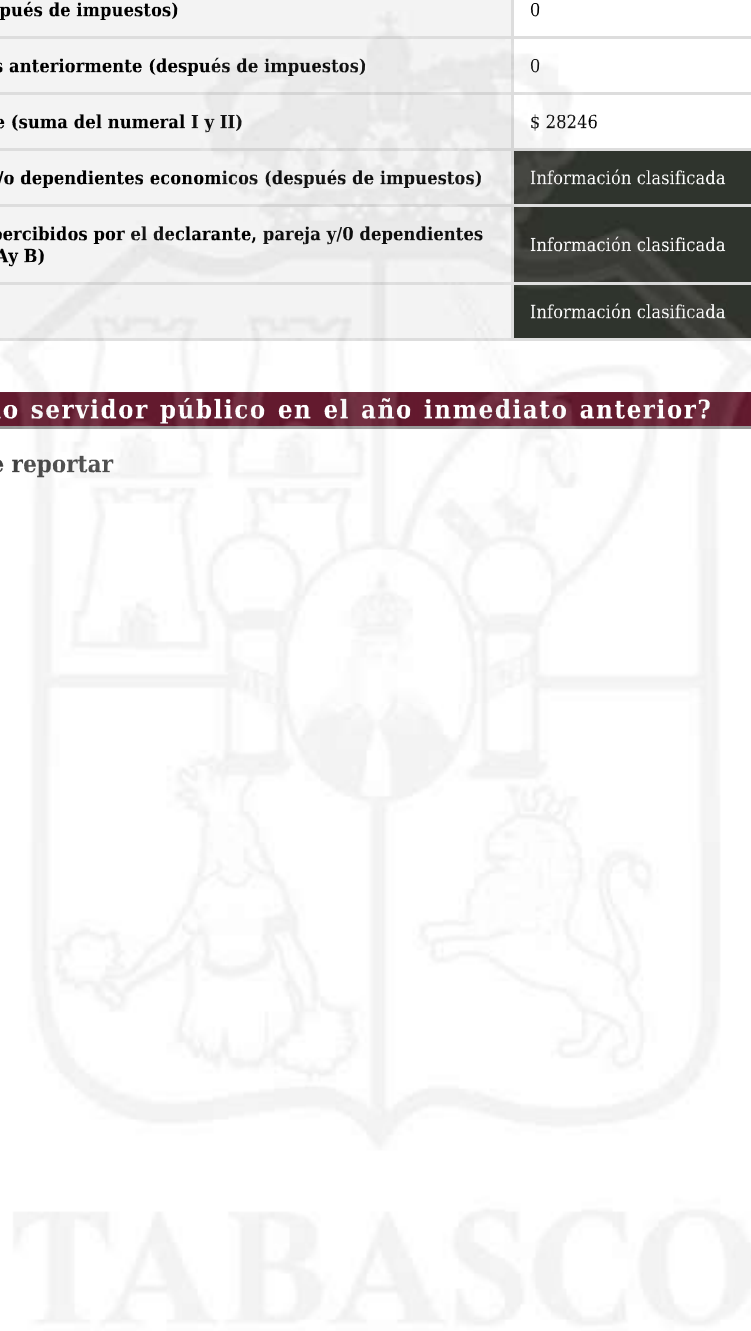 pués de impuestos)
0
s anteriormente (después de impuestos)
0
e (suma del numeral I y II)
$ 28246
/o dependientes economicos (después de impuestos)
Información clasificada
percibidos por el declarante, pareja y/0 dependientes
Ay B)
Información clasificada
Información clasificada
o servidor público en el año inmediato anterior?
e reportar
TABASCO